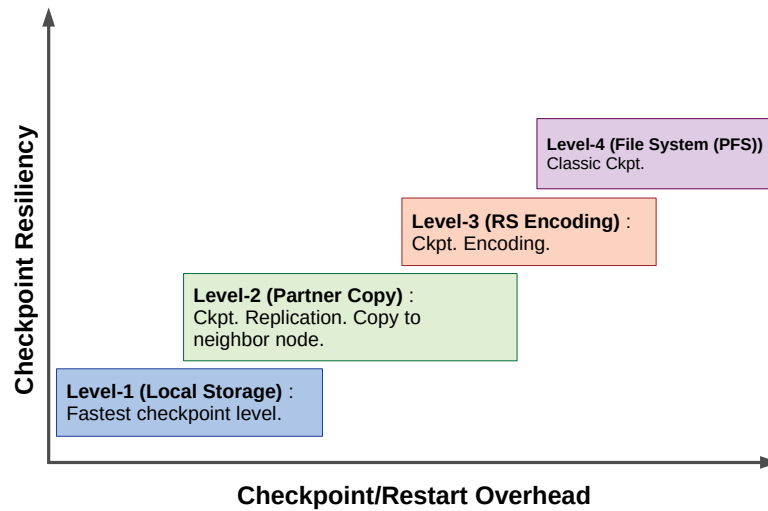 Checkpoint Resiliency
Level-4 (File System (PFS))
Classic Ckpt.
Level-3 (RS Encoding) :
Ckpt. Encoding.
Level-2 (Partner Copy) :
Ckpt. Replication. Copy to
neighbor node.
Level-1 (Local Storage) :
Fastest checkpoint level.
Checkpoint/Restart Overhead